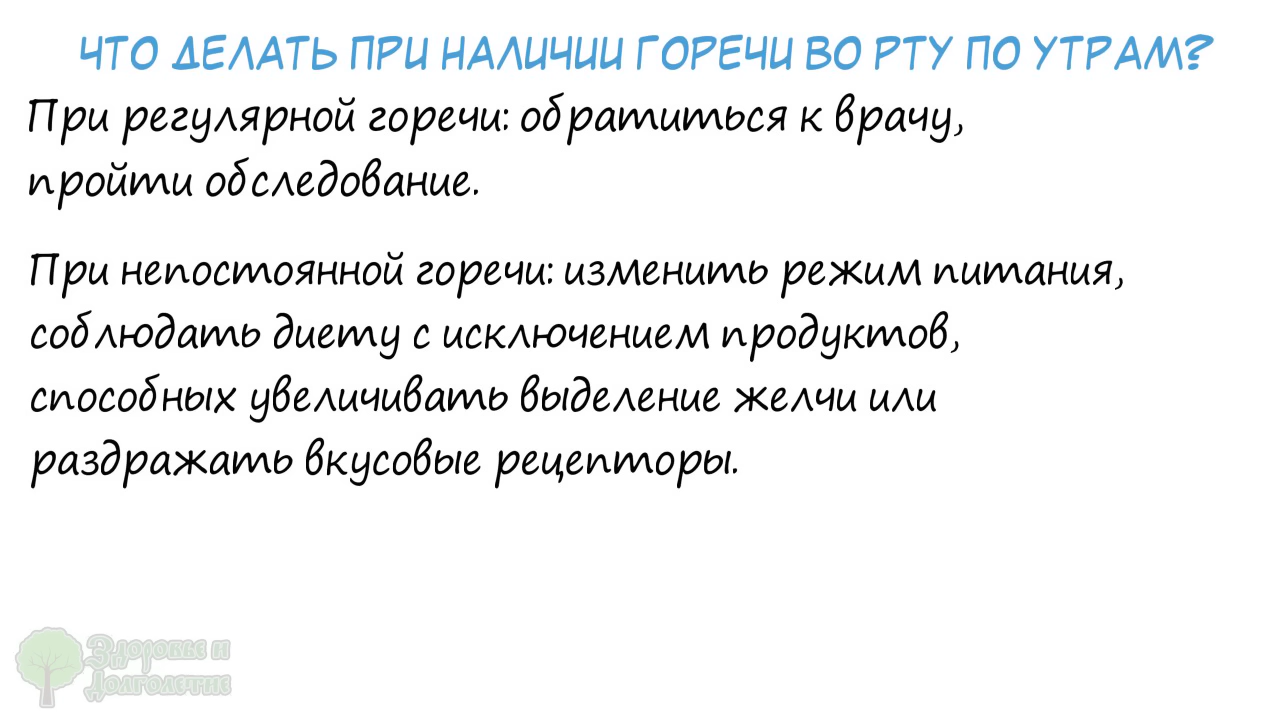 ЧТО ДЕЛАТЬ ПРИ НАЛИЧИИ ГОРЕЧИ ВО РТУ ПО УТРАМ?
При регулярной горечи: обратиться к врачу,
пройти обследование.
При непостоянной горечи: изменить режим питания,
соблюдать диету с исключением продуктов,
способных увеличивать выделение желчи или
раздражать вкусовые рецепторы.
Здоровье и
Долголетие